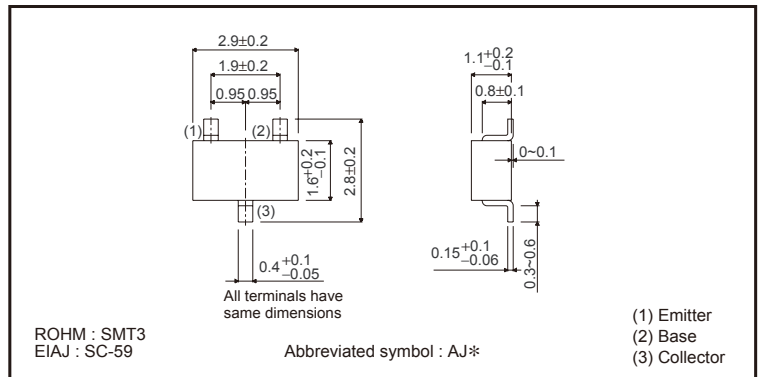 2.9±0.2
1.9±0.2
0.95 0.95
(1)
(2)
(3)
1.6+0.2−0.1
2.8±0.2
0.4+0.1−0.05
All terminals have
same dimensions
1.1+0.2−0.1
0.8±0.1
0~0.1
0.15+0.1−0.06
0.3~0.6
ROHM : SMT3
EIAJ : SC-59
Abbreviated symbol : AJ*
(1) Emitter
(2) Base
(3) Collector